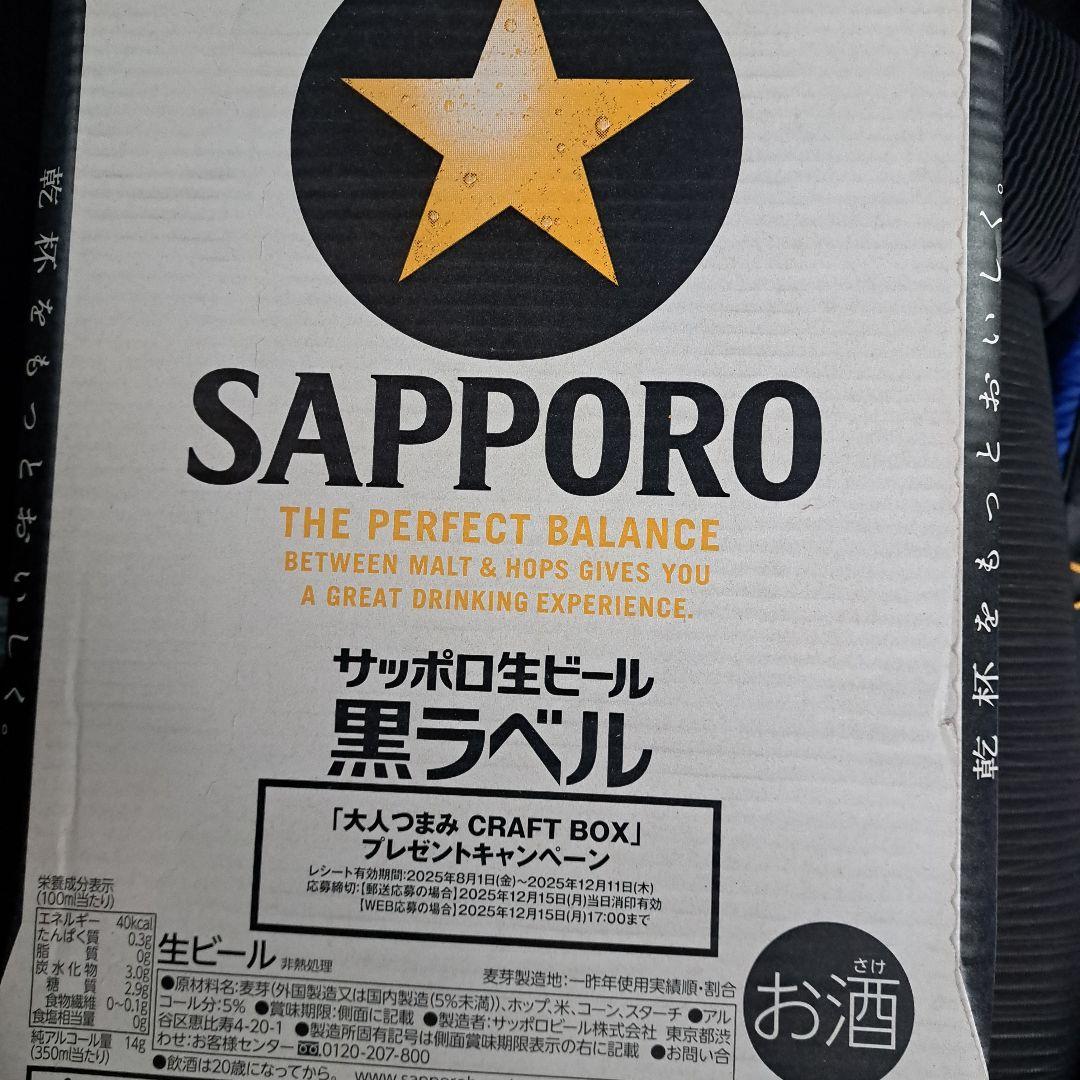 SAPPORO
THE PERFECT BALANCE
BETWEEN MALT & HOPS GIVES YOU
A GREAT DRINKING EXPERIENCE.
サッポロ生ビール
黒ラベル
「大人つまみ CRAFT BOX」
プレゼントキャンペーン
レシート有効期間:2025年8月1日(金)～2025年12月11日(木)
応募締切:【郵送応募の場合】2025年12月15日(月)当日消印有効
【WEB応募の場合】2025年12月15日(月)17:00まで
乾杯をもっとおいしく。
乾杯をもっとおいしく。
栄養成分表示
(100ml当たり)
エネルギー 40kcal
たんぱく質 0.3g
脂質 0g
炭水化物 3.0g
糖質 2.9g
食物繊維 0～0.1g
食塩相当量 0g
純アルコール量 14g
(350ml当たり)
生ビール 非熱処理
麦芽製造地:一昨年使用実績順・割合
●原材料名:麦芽(外国製造又は国内製造(5%未満))、ホップ、米、コーン、スターチ ●アル
コール分:5% ●賞味期限:側面に記載 ●製造者:サッポロビール株式会社 東京都渋
谷区恵比寿4-20-1 ●製造所固有記号は側面賞味期限表示の右に記載 ●お問い合
わせ:お客様センター 0120-207-800
●飲酒は20歳になってから。
さけ
お酒